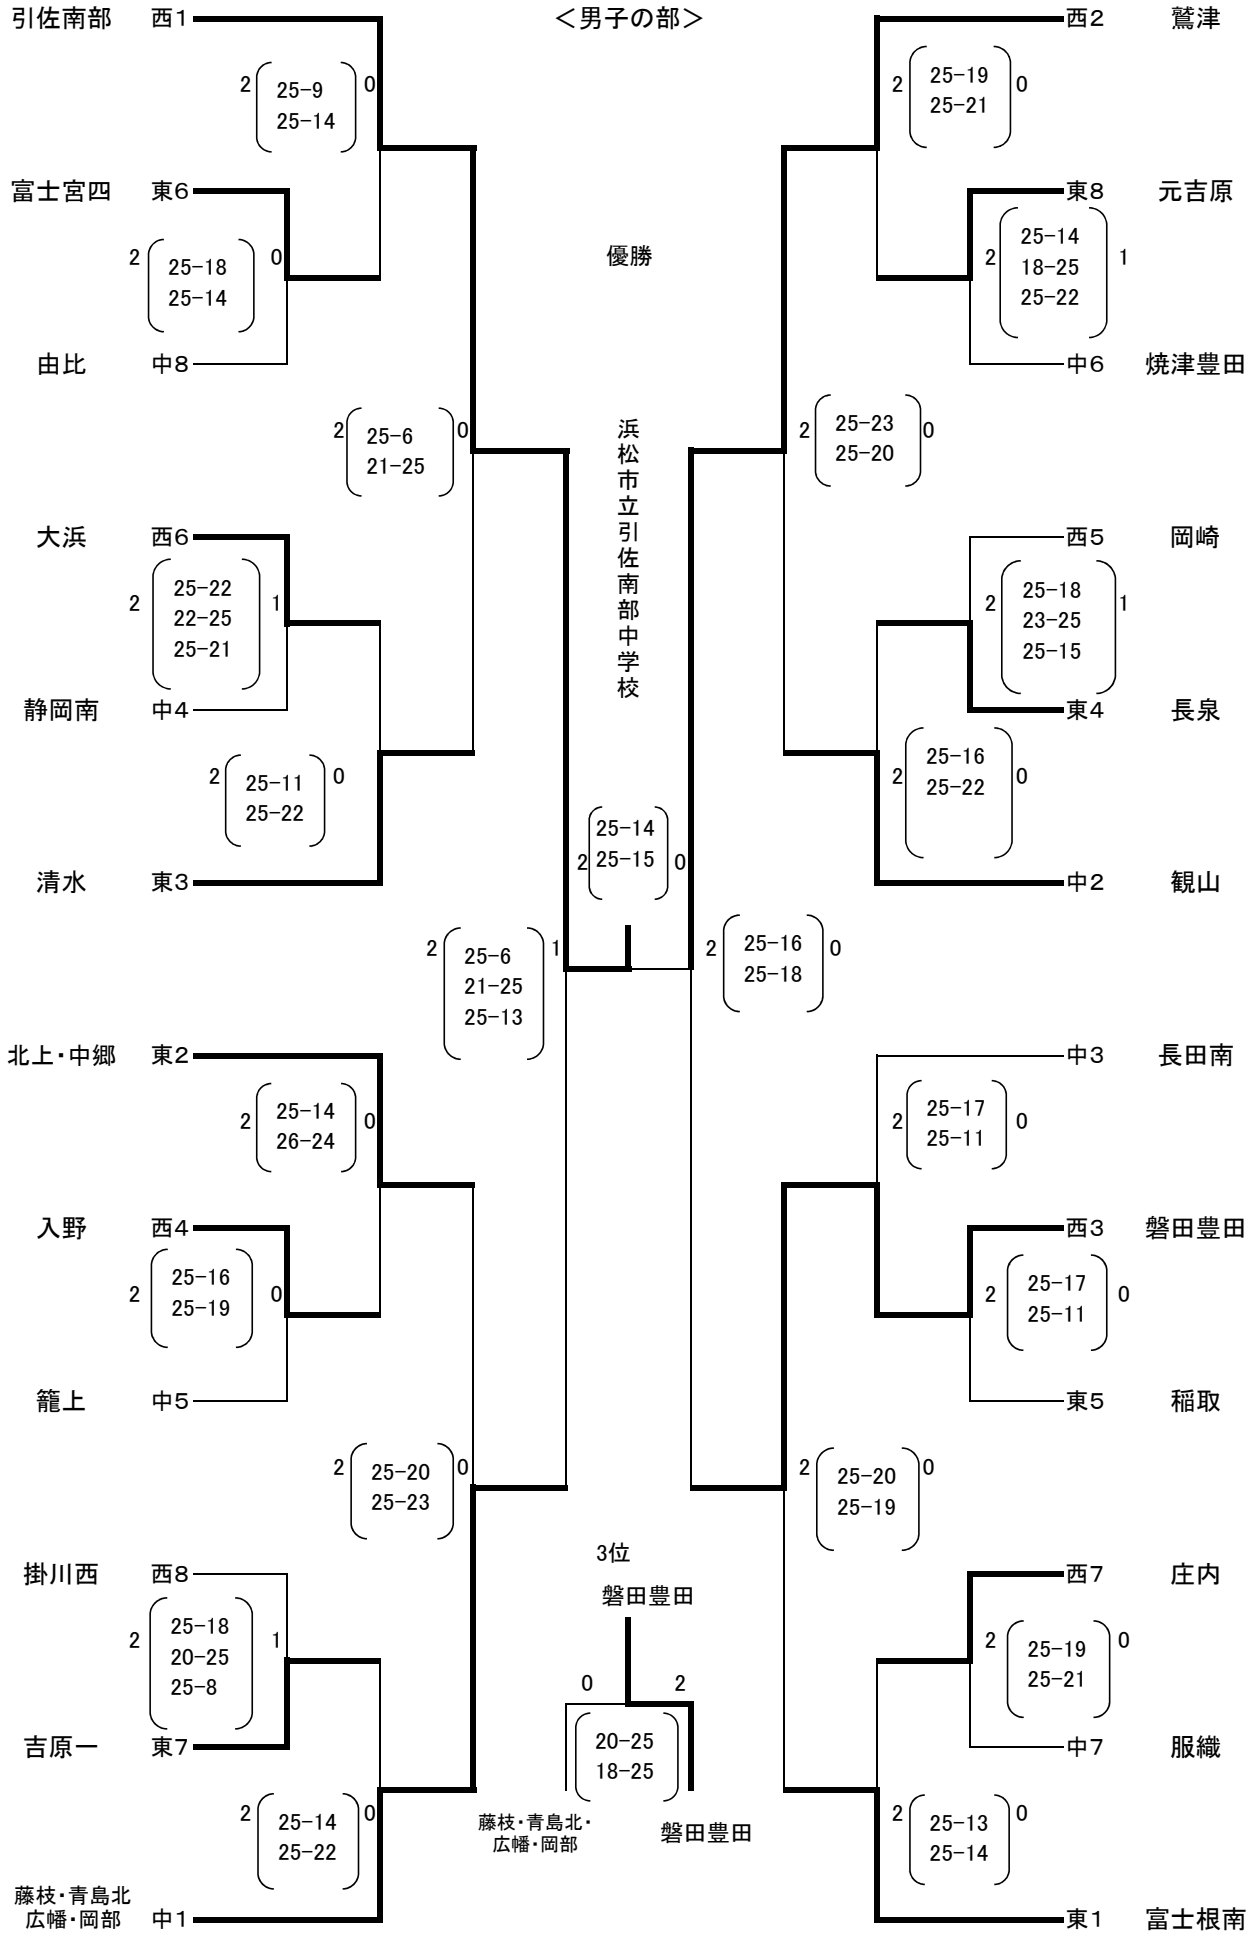 ＜男子の部＞
引佐南部 西1
2 25-9 0
25-14
富士宮四 東6
2 25-18 0
25-14
由比 中8
2 25-6 0
21-25
大浜 西6
2 25-22 1
22-25
25-21
静岡南 中4
2 25-11 0
25-22
清水 東3
2 25-6 1
21-25
25-13
北上・中郷 東2
2 25-14 0
26-24
入野 西4
2 25-16 0
25-19
籠上 中5
2 25-20 0
25-23
掛川西 西8
2 25-18 1
20-25
25-8
吉原一 東7
2 25-14 0
25-22
藤枝・青島北
広幡・岡部 中1
優勝
浜松市立引佐南部中学校
25-14
2 25-15 0
3位
磐田豊田
0 2
20-25
18-25
藤枝・青島北・
広幡・岡部
磐田豊田
西2 鷲津
2 25-19 0
25-21
東8 元吉原
2 25-14 1
18-25
25-22
中6 焼津豊田
2 25-23 0
25-20
西5 岡崎
2 25-18 1
23-25
25-15
東4 長泉
2 25-16 0
25-22
中2 観山
2 25-16 0
25-18
中3 長田南
2 25-17 0
25-11
西3 磐田豊田
2 25-17 0
25-11
東5 稲取
2 25-20 0
25-19
西7 庄内
2 25-19 0
25-21
中7 服織
2 25-13 0
25-14
東1 富士根南